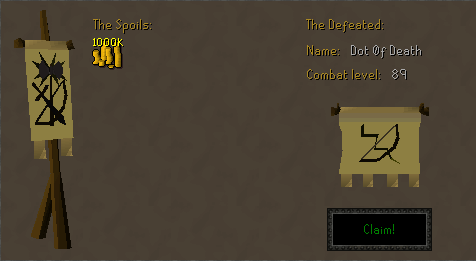 The Spoils:
1000K
The Defeated:
Name: Dot Of Death
Combat level: 89
Claim!